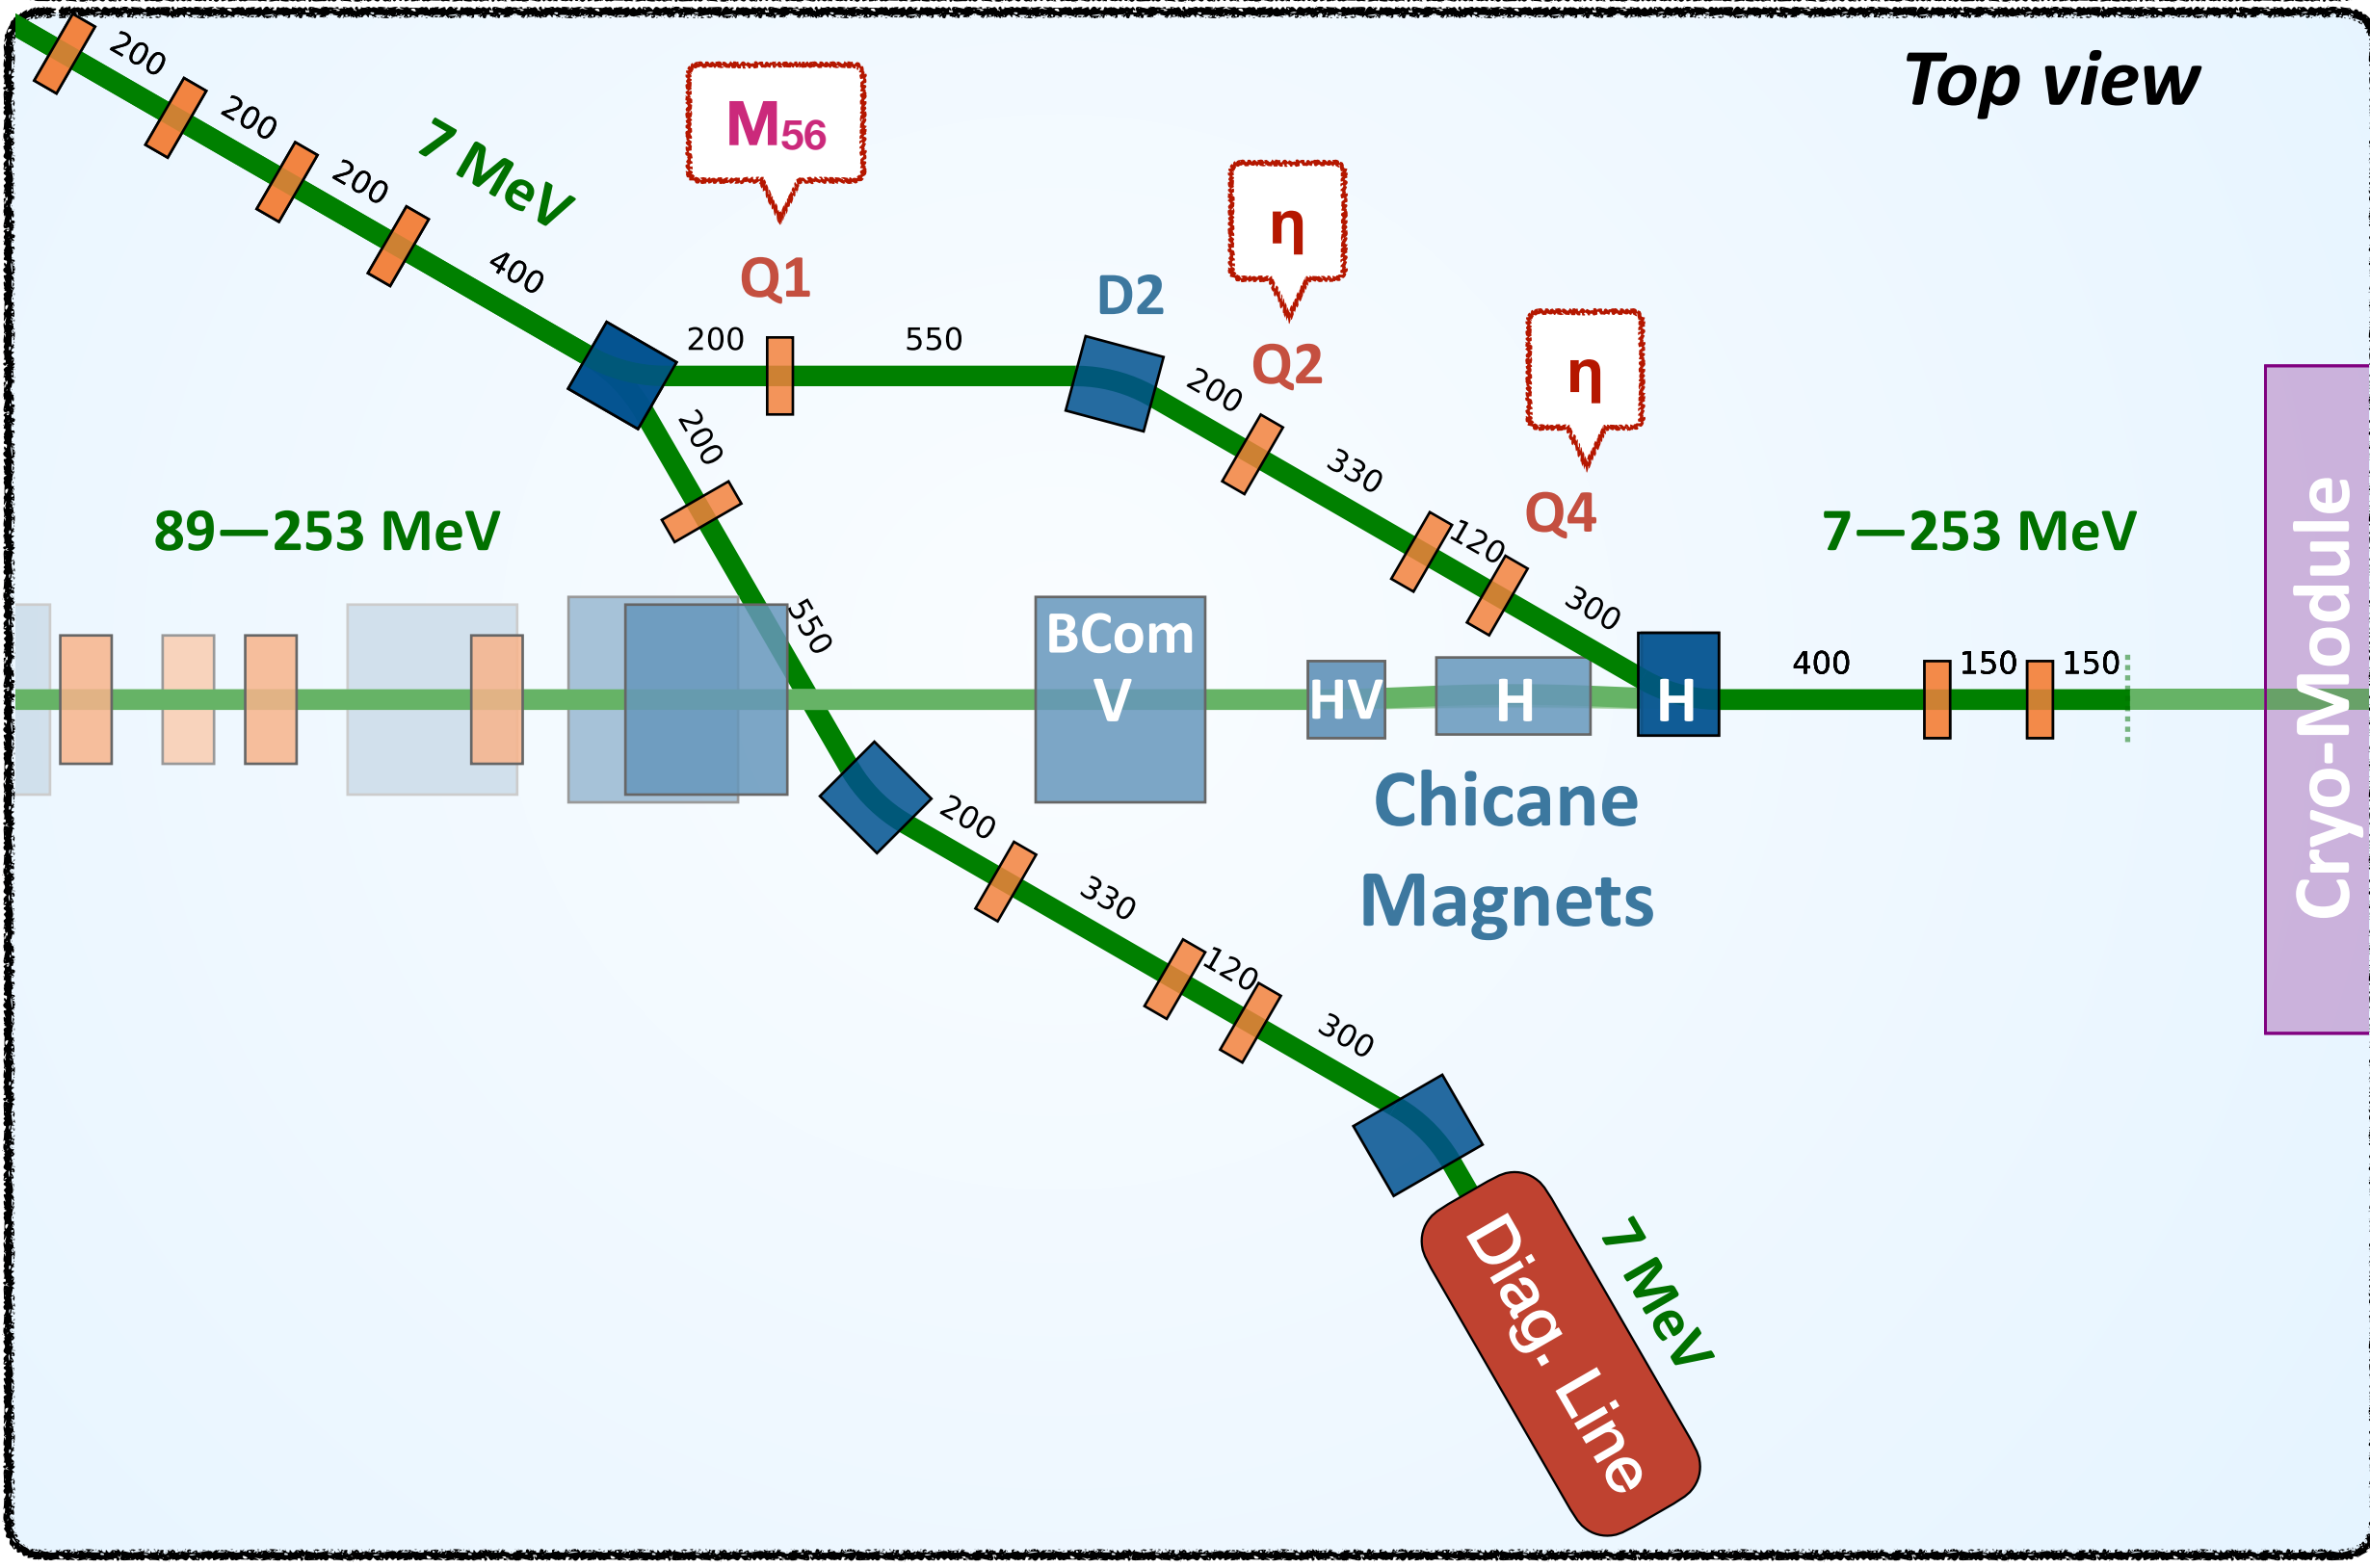 Top view
200
200
200
7 MeV
400
M56
Q1
200
550
D2
η
Q2
200
330
η
Q4
120
300
200
550
89—253 MeV
7—253 MeV
BCom
V
HV
H
H
400
150
150
Cryo-Module
Chicane
Magnets
200
330
120
300
7 MeV
Diag. Line